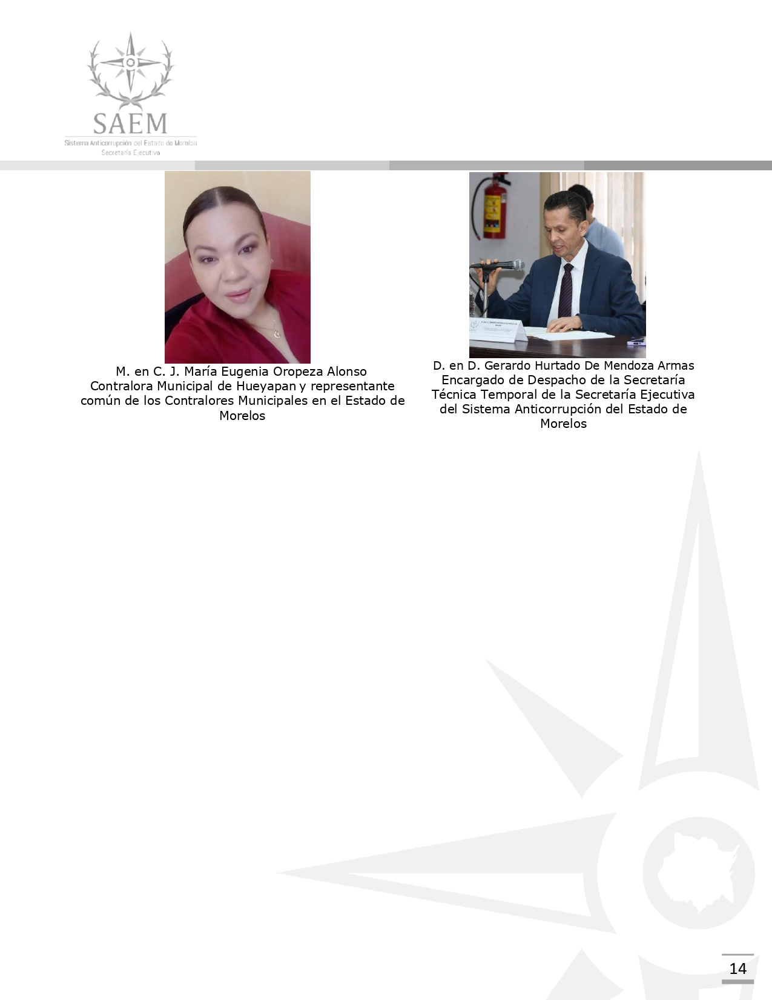 SAEM
Sistema Anticorrupción del Estado de Morelos
Secretaría Ejecutiva
M. en C. J. María Eugenia Oropeza Alonso
Contralora Municipal de Hueyapan y representante
común de los Contralores Municipales en el Estado de
Morelos
D. en D. Gerardo Hurtado De Mendoza Armas
Encargado de Despacho de la Secretaría
Técnica Temporal de la Secretaría Ejecutiva
del Sistema Anticorrupción del Estado de
Morelos
14